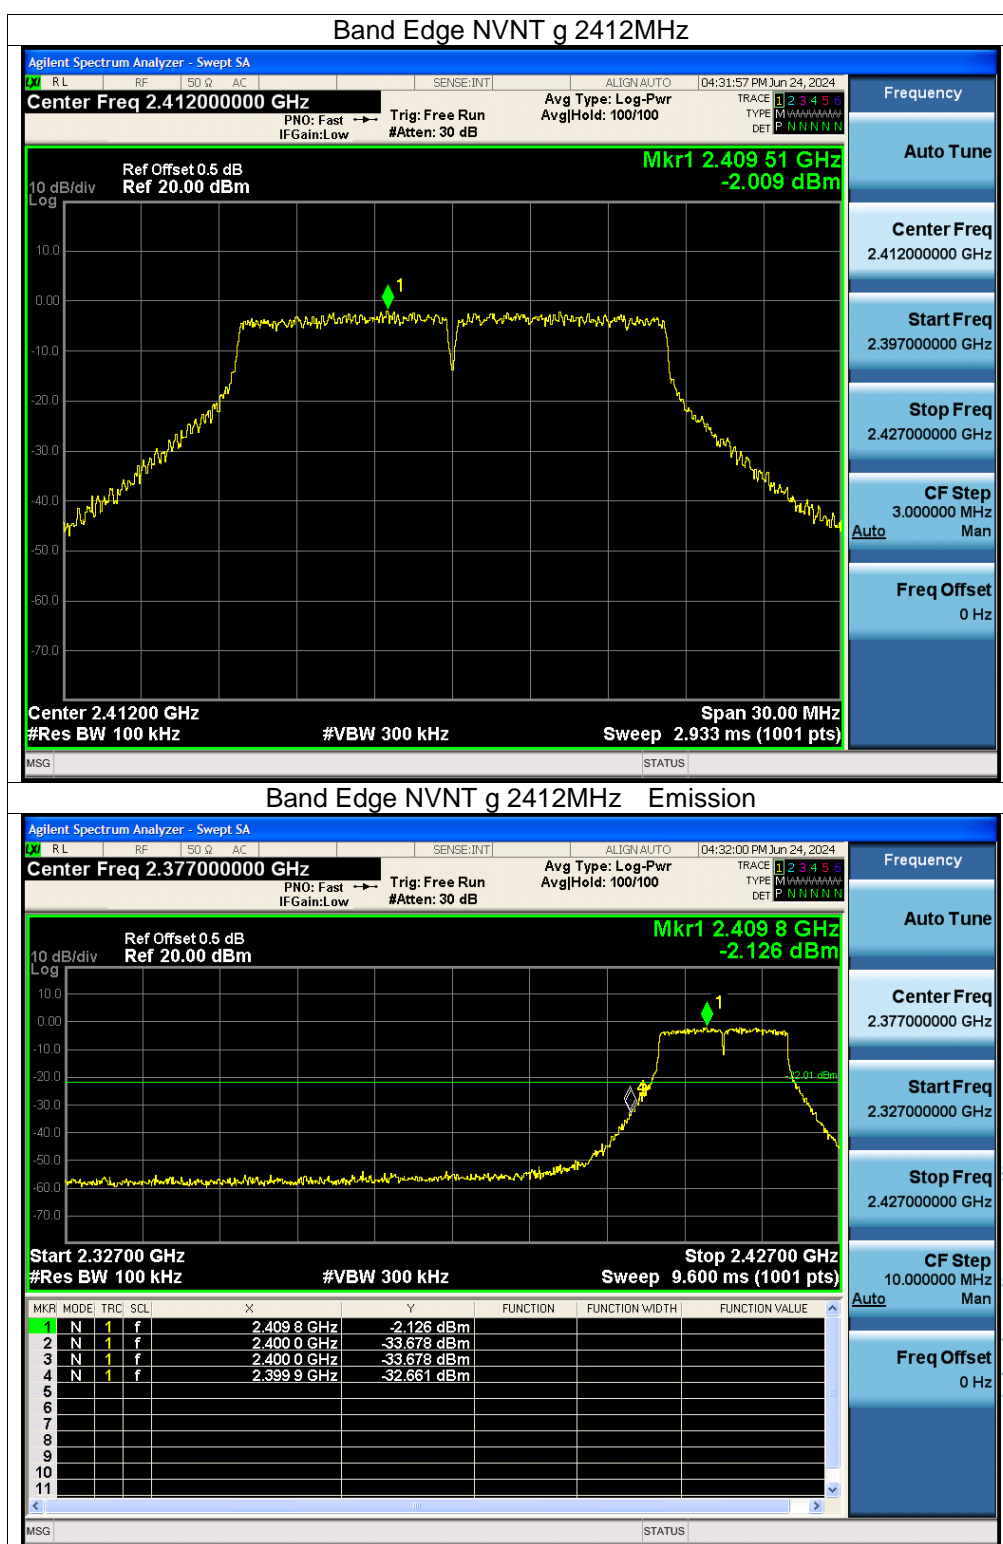 Band Edge NVNT g 2412MHz
Agilent Spectrum Analyzer - Swept SA
LXI RL RF 50 Ω AC SENSE:INT ALIGN AUTO 04:31:57 PM Jun 24, 2024
Center Freq 2.412000000 GHz
PNO: Fast
IFGain:Low
Trig: Free Run
#Atten: 30 dB
Avg Type: Log-Pwr
Avg|Hold: 100/100
TRACE 1 2 3 4 5 6
TYPE M
DET P N N N N N
Ref Offset 0.5 dB
10 dB/div Ref 20.00 dBm
Log
Mkr1 2.409 51 GHz
-2.009 dBm
10.0
0.00
-10.0
-20.0
-30.0
-40.0
-50.0
-60.0
-70.0
1
Center 2.41200 GHz Span 30.00 MHz
#Res BW 100 kHz #VBW 300 kHz Sweep 2.933 ms (1001 pts)
MSG STATUS
Frequency
Auto Tune
Center Freq
2.412000000 GHz
Start Freq
2.397000000 GHz
Stop Freq
2.427000000 GHz
CF Step
3.000000 MHz
Auto Man
Freq Offset
0 Hz
Band Edge NVNT g 2412MHz Emission
Agilent Spectrum Analyzer - Swept SA
LXI RL RF 50 Ω AC SENSE:INT ALIGN AUTO 04:32:00 PM Jun 24, 2024
Center Freq 2.377000000 GHz
PNO: Fast
IFGain:Low
Trig: Free Run
#Atten: 30 dB
Avg Type: Log-Pwr
Avg|Hold: 100/100
TRACE 1 2 3 4 5 6
TYPE M
DET P N N N N N
Ref Offset 0.5 dB
10 dB/div Ref 20.00 dBm
Log
Mkr1 2.409 8 GHz
-2.126 dBm
10.0
0.00
-10.0
-20.0
-30.0
-40.0
-50.0
-60.0
-70.0
1
4
-22.01 dBm
Start 2.32700 GHz Stop 2.42700 GHz
#Res BW 100 kHz #VBW 300 kHz Sweep 9.600 ms (1001 pts)
MKR MODE TRC SCL X Y FUNCTION FUNCTION WIDTH FUNCTION VALUE
1 N 1 f 2.409 8 GHz -2.126 dBm
2 N 1 f 2.400 0 GHz -33.678 dBm
3 N 1 f 2.400 0 GHz -33.678 dBm
4 N 1 f 2.399 9 GHz -32.661 dBm
5
6
7
8
9
10
11
MSG STATUS
Frequency
Auto Tune
Center Freq
2.377000000 GHz
Start Freq
2.327000000 GHz
Stop Freq
2.427000000 GHz
CF Step
10.000000 MHz
Auto Man
Freq Offset
0 Hz